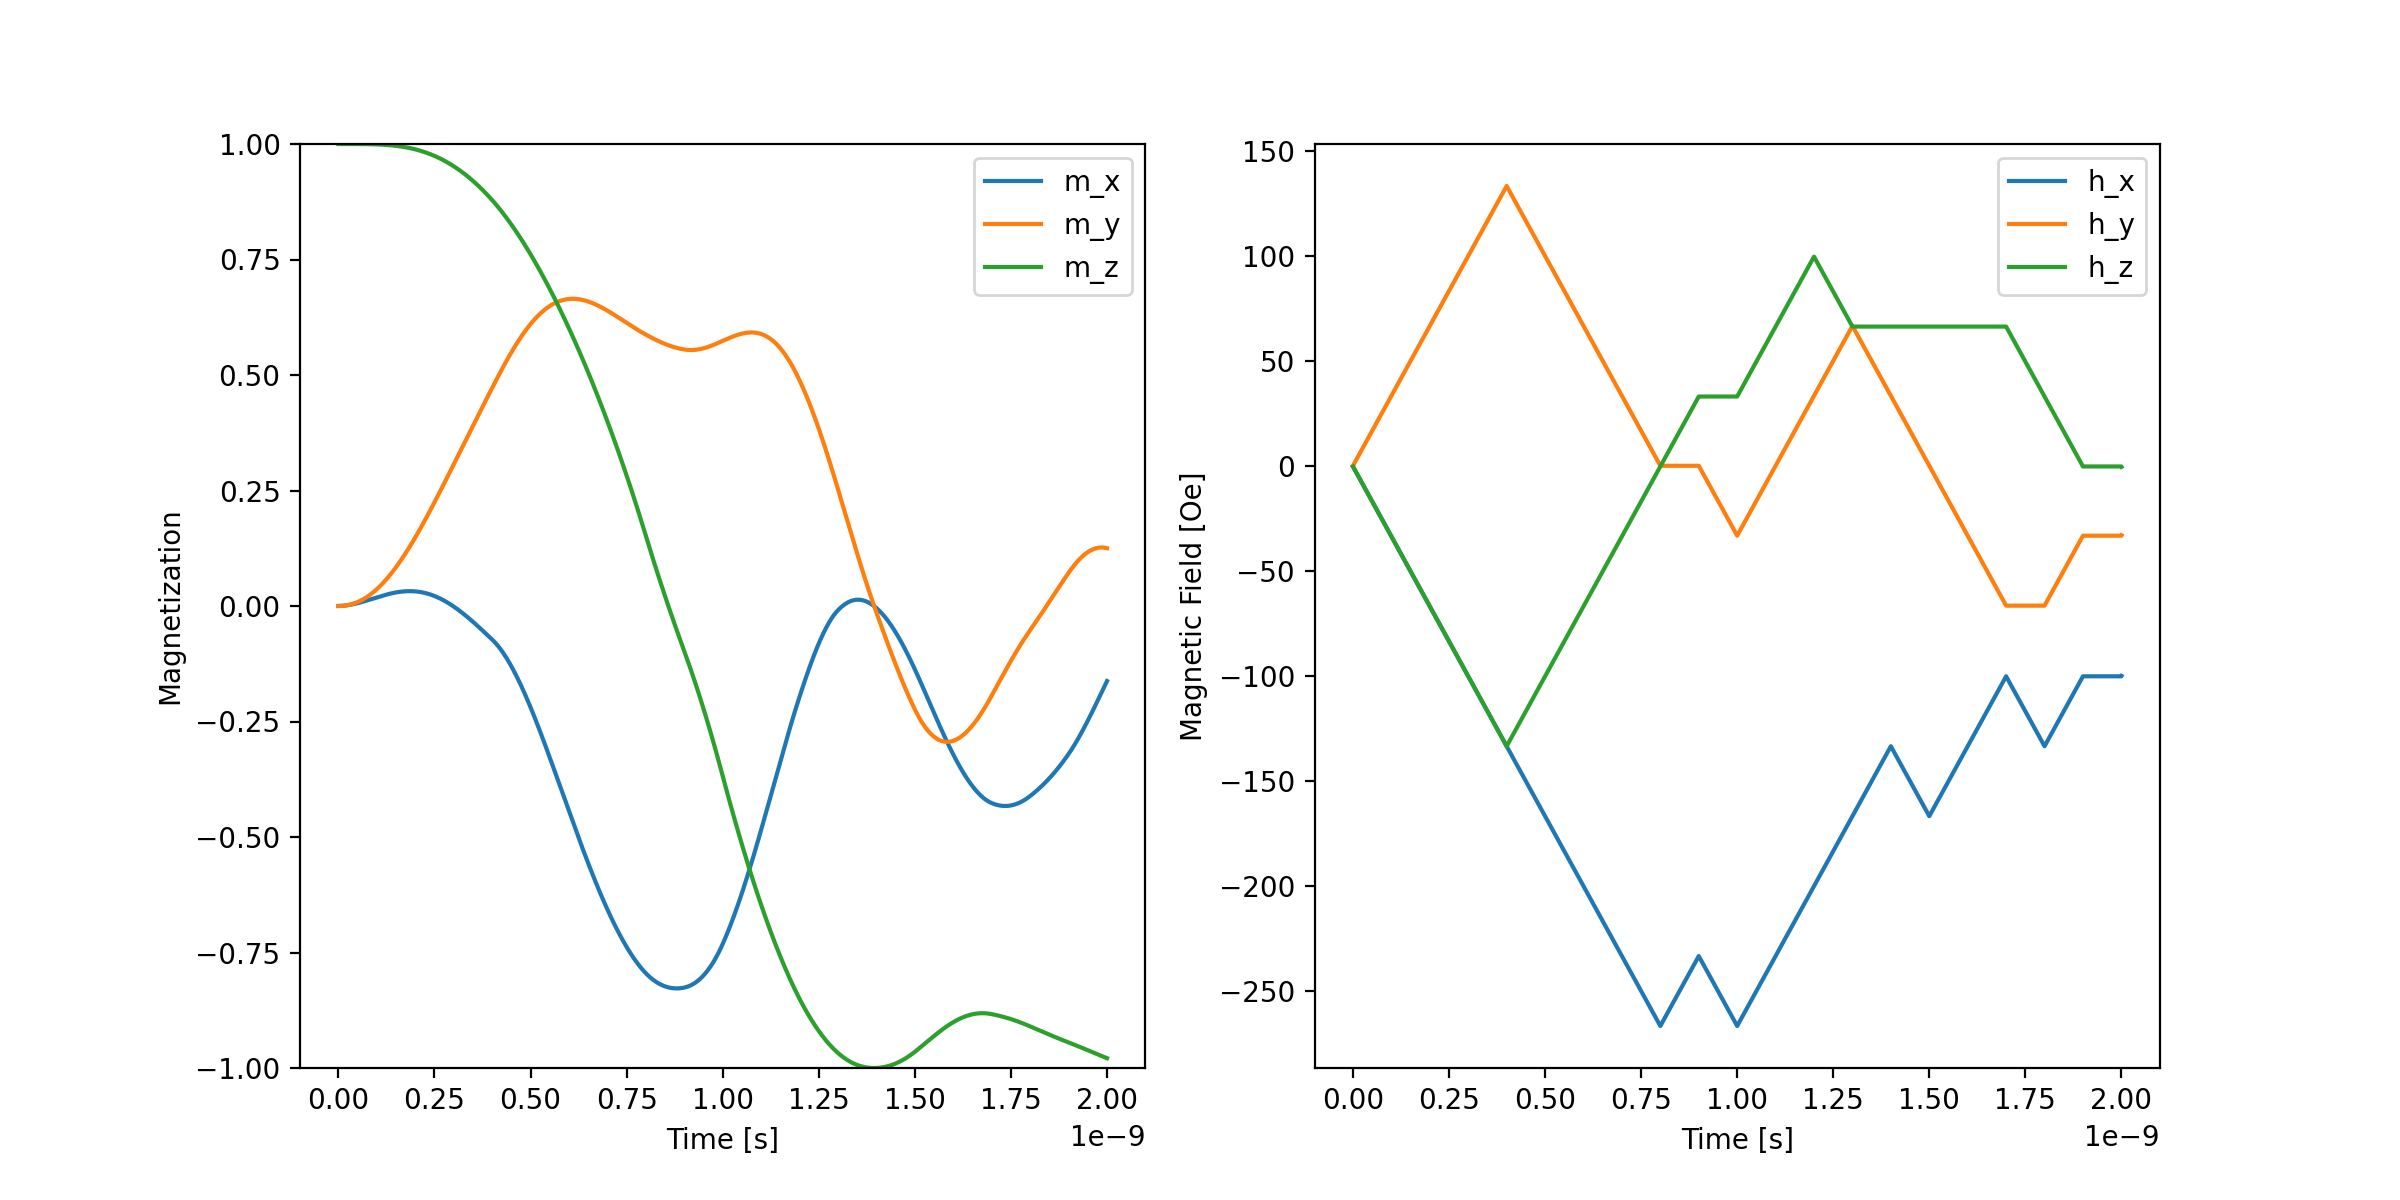 1.00
0.75
0.50
0.25
0.00
−0.25
−0.50
−0.75
−1.00
Magnetization
m_x
m_y
m_z
0.00 0.25 0.50 0.75 1.00 1.25 1.50 1.75 2.00
Time [s]
1e−9
150
100
50
0
−50
−100
−150
−200
−250
Magnetic Field [Oe]
h_x
h_y
h_z
0.00 0.25 0.50 0.75 1.00 1.25 1.50 1.75 2.00
Time [s]
1e−9